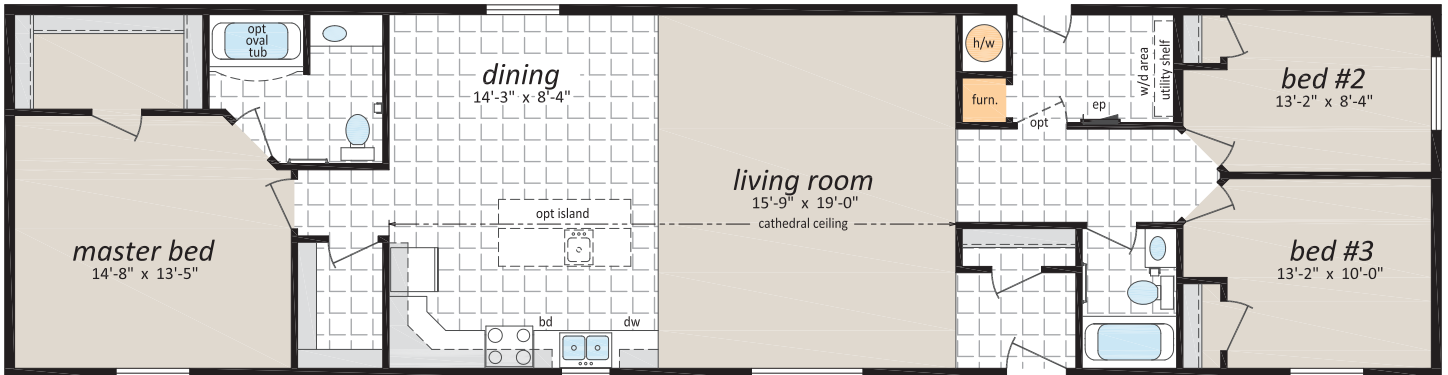 opt
oval
tub
dining
14'-3" x 8'-4"
h/w
furn.
w/d area
utility shelf
ep
opt
bed #2
13'-2" x 8'-4"
living room
15'-9" x 19'-0"
cathedral ceiling
opt island
master bed
14'-8" x 13'-5"
bed #3
13'-2" x 10'-0"
bd
dw